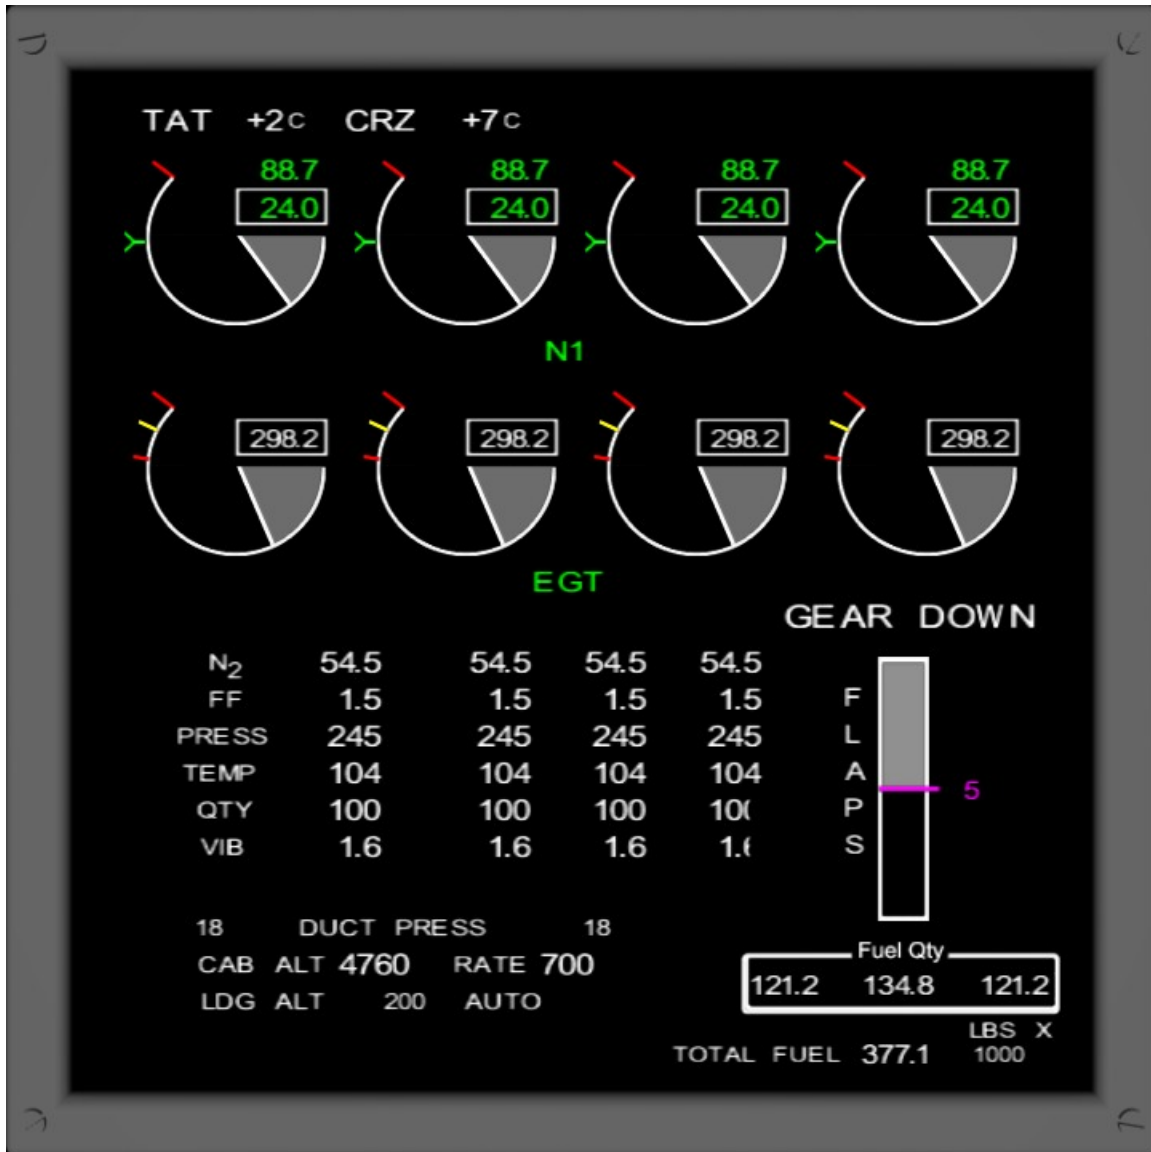 TAT +2c CRZ +7c
88.7 88.7 88.7 88.7
24.0 24.0 24.0 24.0
N1
298.2 298.2 298.2 298.2
EGT
GEAR DOWN
N2 54.5 54.5 54.5 54.5
FF 1.5 1.5 1.5 1.5
PRESS 245 245 245 245
TEMP 104 104 104 104
QTY 100 100 100
VIB 1.6 1.6 1.6
FLAPS
5
18 DUCT PRESS 18
CAB ALT 4760 RATE 700
LDG ALT 200 AUTO
Fuel Qty
121.2 134.8 121.2
LBS X
TOTAL FUEL 377.1 1000